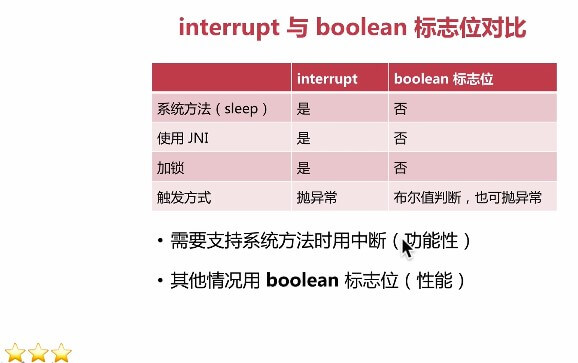 interrupt 与 boolean 标志位对比
interrupt boolean 标志位
系统方法（sleep） 是 否
使用 JNI 是 否
加锁 是 否
触发方式 抛异常 布尔值判断，也可抛异常
• 需要支持系统方法时用中断（功能性）
• 其他情况用 boolean 标志位（性能）